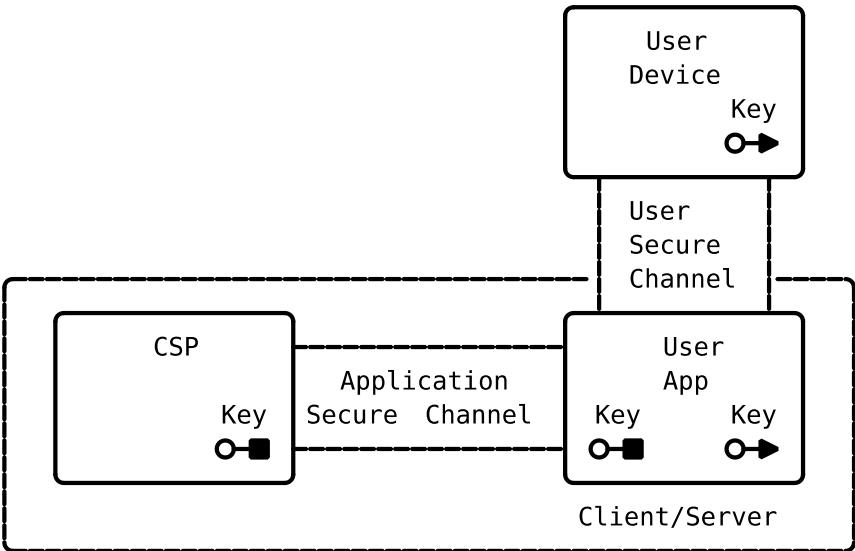 User
Device
Key
User
Secure
Channel
CSP
Key
Application
Secure Channel
User
App
Key Key
Client/Server